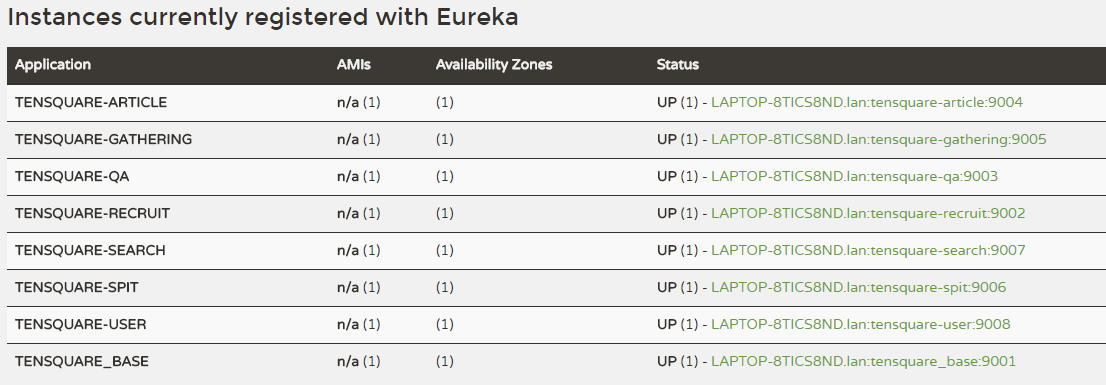 Instances currently registered with Eureka
Application AMIs Availability Zones Status
TENSQUARE-ARTICLE n/a (1) (1) UP (1) - LAPTOP-8TICS8ND.lan:tensquare-article:9004
TENSQUARE-GATHERING n/a (1) (1) UP (1) - LAPTOP-8TICS8ND.lan:tensquare-gathering:9005
TENSQUARE-QA n/a (1) (1) UP (1) - LAPTOP-8TICS8ND.lan:tensquare-qa:9003
TENSQUARE-RECRUIT n/a (1) (1) UP (1) - LAPTOP-8TICS8ND.lan:tensquare-recruit:9002
TENSQUARE-SEARCH n/a (1) (1) UP (1) - LAPTOP-8TICS8ND.lan:tensquare-search:9007
TENSQUARE-SPIT n/a (1) (1) UP (1) - LAPTOP-8TICS8ND.lan:tensquare-spit:9006
TENSQUARE-USER n/a (1) (1) UP (1) - LAPTOP-8TICS8ND.lan:tensquare-user:9008
TENSQUARE_BASE n/a (1) (1) UP (1) - LAPTOP-8TICS8ND.lan:tensquare_base:9001